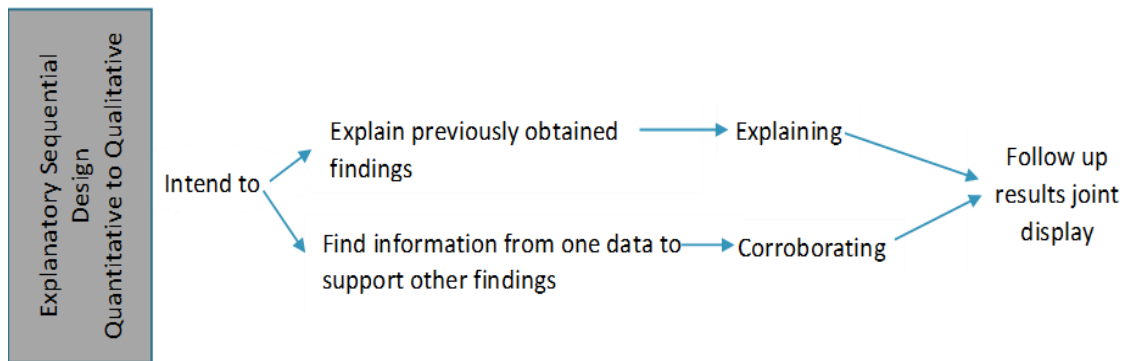 Explanatory Sequential
Design
Quantitative to Qualitative
Intend to
Explain previously obtained
findings
Explaining
Find information from one data to
support other findings
Corroborating
Follow up
results joint
display